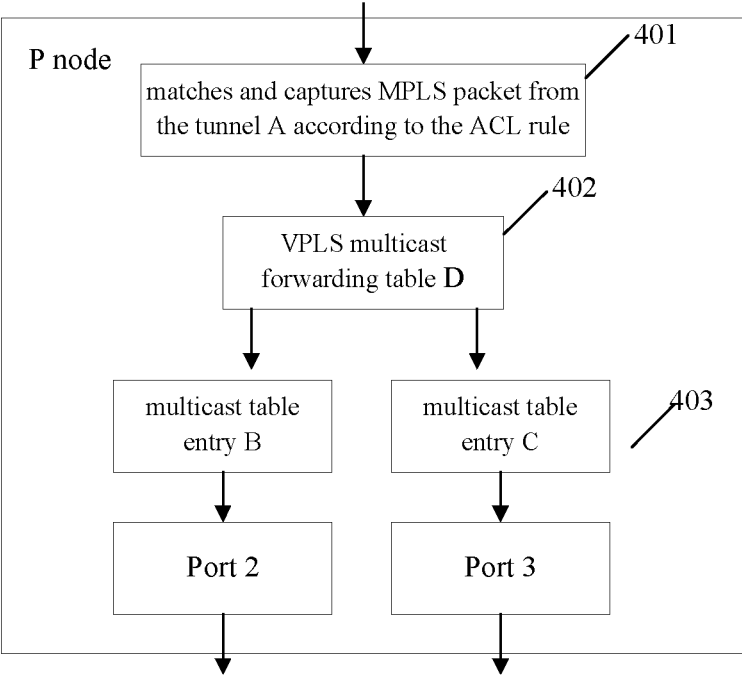 401
P node
matches and captures MPLS packet from
the tunnel A according to the ACL rule
402
VPLS multicast
forwarding table D
multicast table
entry B
multicast table
entry C
403
Port 2
Port 3